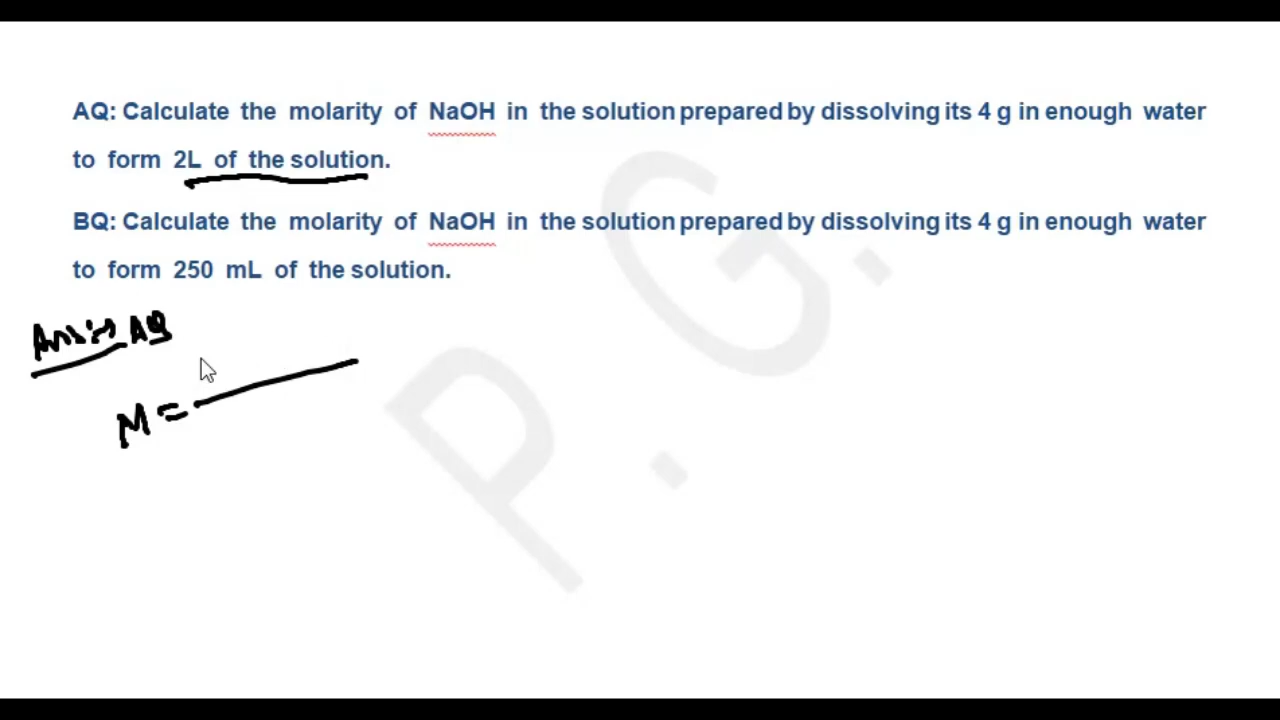 AQ: Calculate the molarity of NaOH in the solution prepared by dissolving its 4 g in enough water
to form 2L of the solution.
BQ: Calculate the molarity of NaOH in the solution prepared by dissolving its 4 g in enough water
to form 250 mL of the solution.
AQ
M =
P. G.